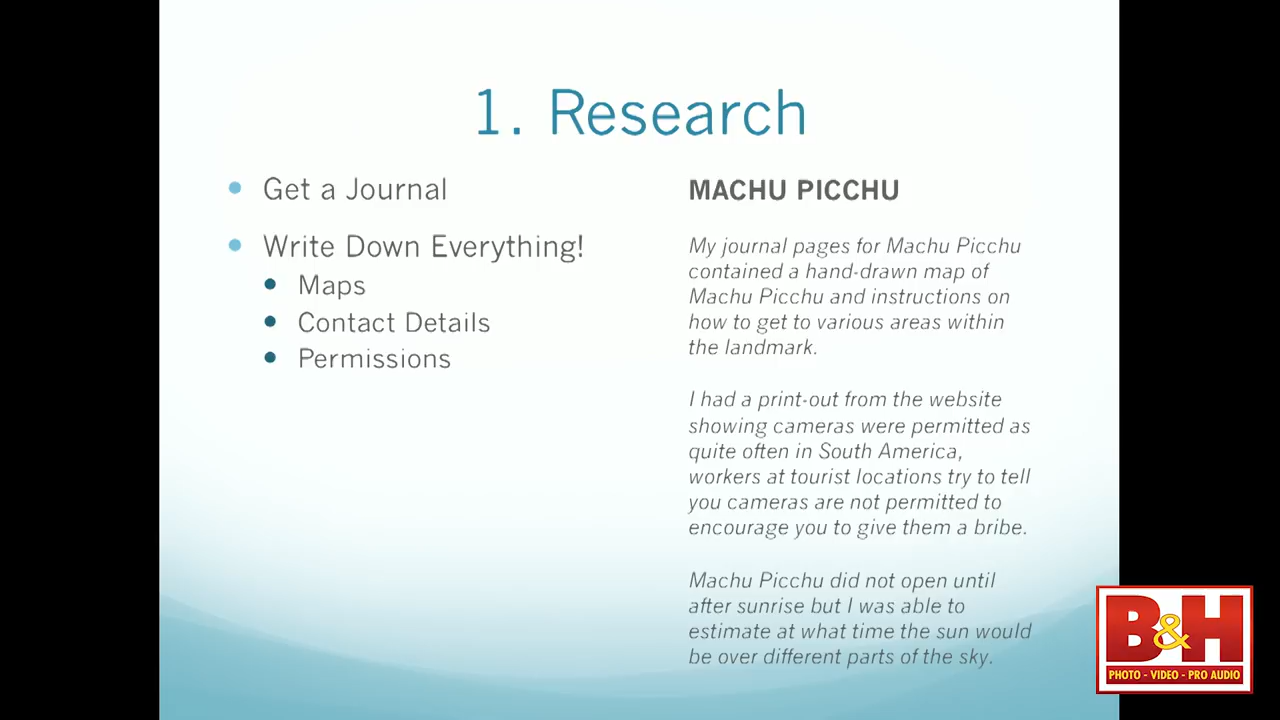 1. Research
Get a Journal
Write Down Everything!
Maps
Contact Details
Permissions
MACHU PICCHU
My journal pages for Machu Picchu
contained a hand-drawn map of
Machu Picchu and instructions on
how to get to various areas within
the landmark.
I had a print-out from the website
showing cameras were permitted as
quite often in South America,
workers at tourist locations try to tell
you cameras are not permitted to
encourage you to give them a bribe.
Machu Picchu did not open until
after sunrise but I was able to
estimate at what time the sun would
be over different parts of the sky.
B&H
PHOTO - VIDEO - PRO AUDIO